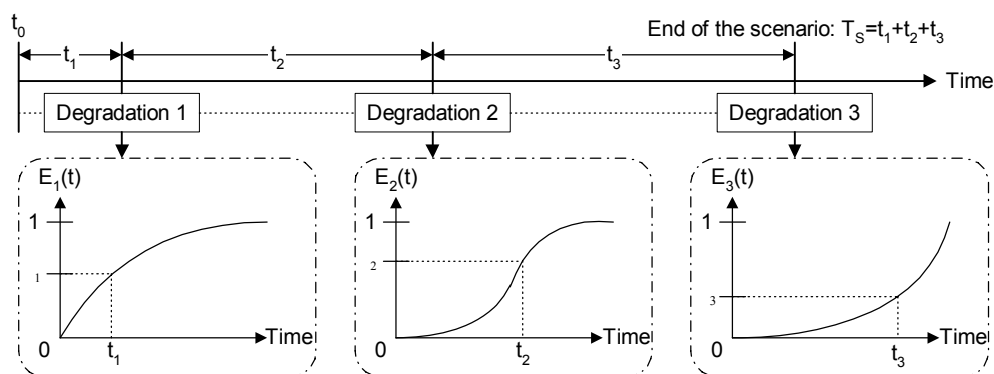 t0
End of the scenario: TS=t1+t2+t3
t1
t2
t3
Time
Degradation 1
Degradation 2
Degradation 3
E1(t)
1
1
0
t1
Time
E2(t)
1
2
0
t2
Time
E3(t)
1
3
0
t3
Time